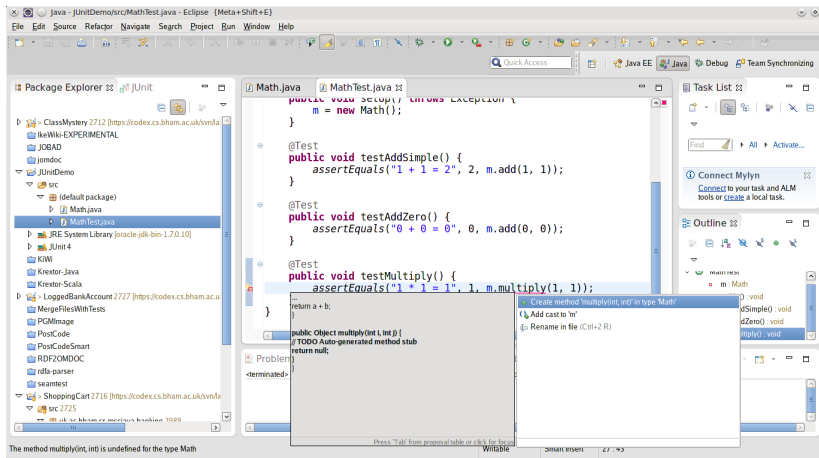 Java - JUnitDemo/src/MathTest.java - Eclipse {Meta+Shift+E}
File Edit Source Refactor Navigate Search Project Run Window Help
Quick Access
Java EE Java Debug Team Synchronizing
Package Explorer JUnit
ClassMystery 2712 [https://codex.cs.bham.ac.uk/svn/la
IkeWiki-EXPERIMENTAL
JOBAD
jomdoc
JUnitDemo
src
(default package)
Math.java
MathTest.java
JRE System Library [oracle-jdk-bin-1.7.0.10]
JUnit 4
KiWi
Krextor-Java
Krextor-Scala
> LoggedBankAccount 2727 [https://codex.cs.bham.ac.u
MergeFilesWithTests
PGMImage
PostCode
PostCodeSmart
RDF2OMDOC
rdfa-parser
seamtest
> ShoppingCart 2716 [https://codex.cs.bham.ac.uk/svn/la
src 2725
uk.ac.bham.cs.mscjava.banking 2989
Math.java MathTest.java
public void setUp() throws Exception {
m = new Math();
}
@Test
public void testAddSimple() {
assertEquals("1 + 1 = 2", 2, m.add(1, 1));
}
@Test
public void testAddZero() {
assertEquals("0 + 0 = 0", 0, m.add(0, 0));
}
@Test
public void testMultiply() {
assertEquals("1 * 1 = 1", 1, m.multiply(1, 1));
}
...
return a + b;
}
public Object multiply(int i, int j) {
// TODO Auto-generated method stub
return null;
}
}
Press 'Tab' from proposal table or click for focus
Create method 'multiply(int, int)' in type 'Math'
Add cast to 'm'
Rename in file (Ctrl+2 R)
Problem
<terminated>
Task List
Find All Activate...
Connect Mylyn
Connect to your task and ALM
tools or create a local task.
Outline
MathTest
m : Math
() : void
ddSimple() : void
ddZero() : void
ultiply() : void
The method multiply(int, int) is undefined for the type Math
Writable Smart Insert 27 : 43